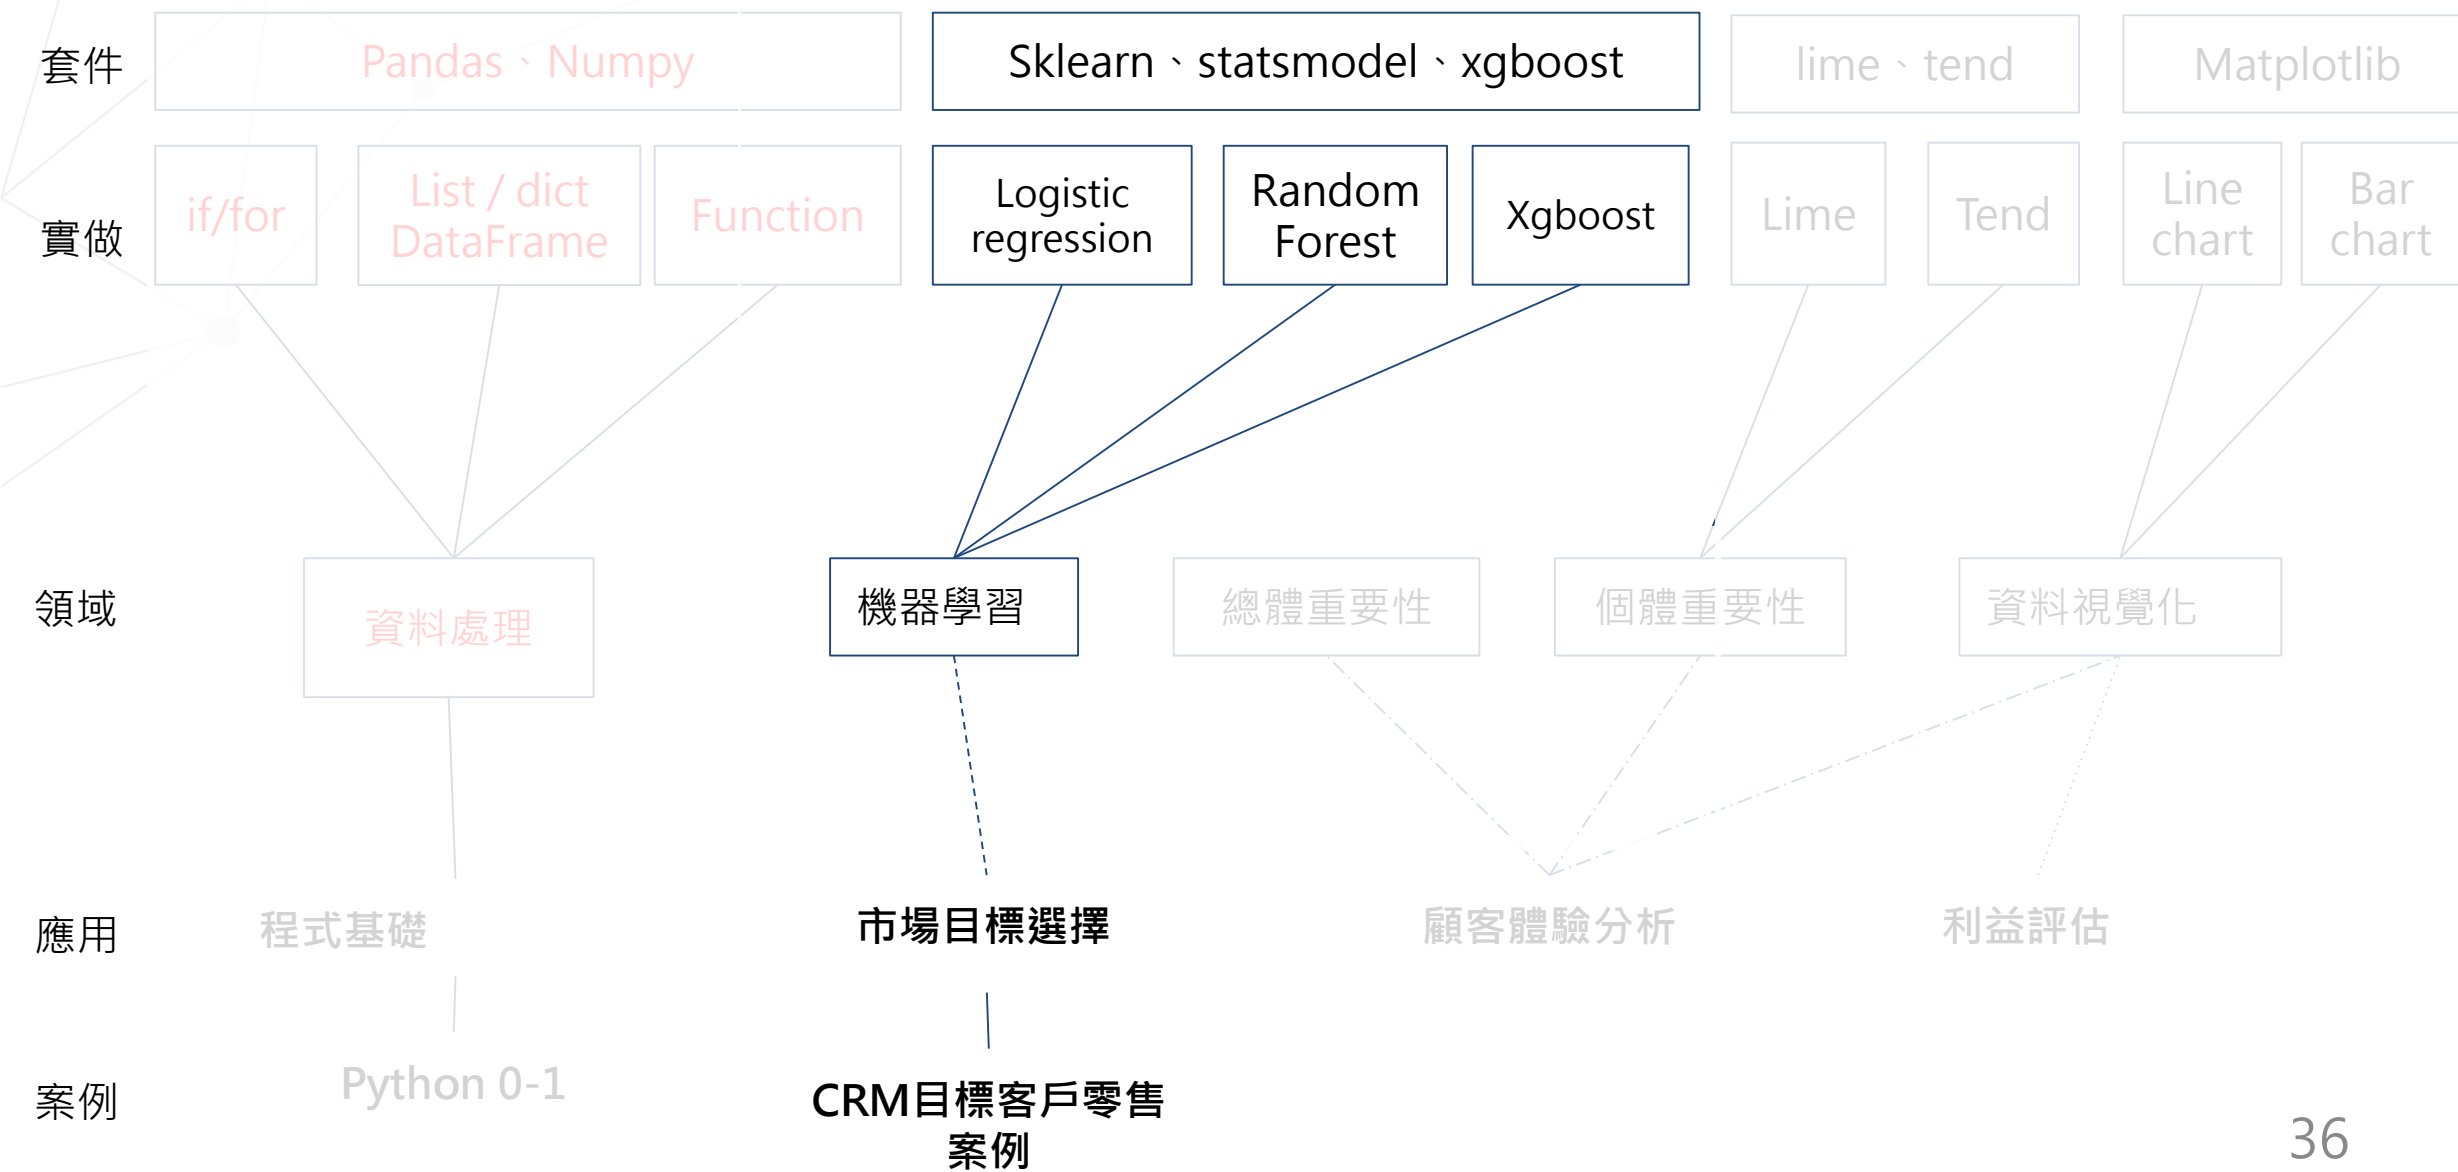 套件
Pandas、Numpy
Sklearn、statsmodel、xgboost
lime、tend
Matplotlib
實做
if/for
List / dict
DataFrame
Function
Logistic
regression
Random
Forest
Xgboost
Lime
Tend
Line
chart
Bar
chart
領域
資料處理
機器學習
總體重要性
個體重要性
資料視覺化
應用
程式基礎
市場目標選擇
顧客體驗分析
利益評估
案例
Python 0-1
CRM目標客戶零售
案例
36